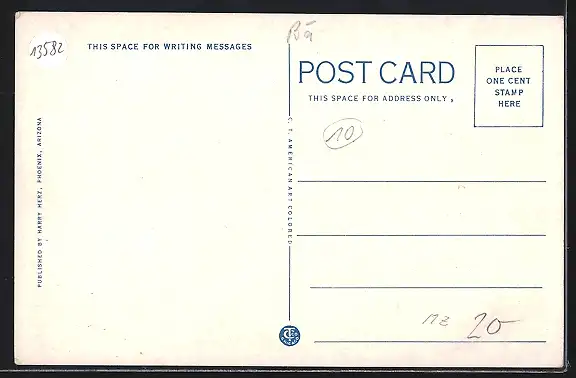 13582
THIS SPACE FOR WRITING MESSAGES
POST CARD
THIS SPACE FOR ADDRESS ONLY
PLACE
ONE CENT
STAMP
HERE
10
PUBLISHED BY HARRY HERZ, PHOENIX, ARIZONA
C. T. AMERICAN ART COLORED
MZ 20